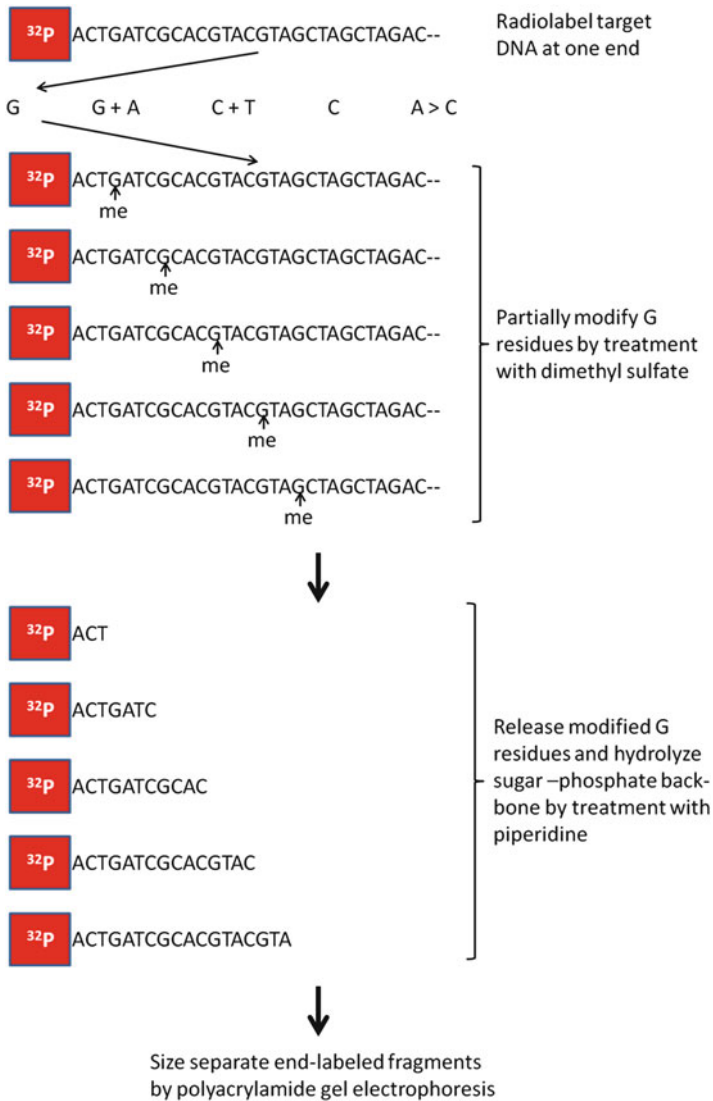 32P ACTGATCGCACGTACGTAGCTAGCTAGAC--
Radiolabel target
DNA at one end
G G + A C + T C A > C
32P ACTGATCGCACGTACGTAGCTAGCTAGAC--
me
32P ACTGATCGCACGTACGTAGCTAGCTAGAC--
me
32P ACTGATCGCACGTACGTAGCTAGCTAGAC--
me
32P ACTGATCGCACGTACGTAGCTAGCTAGAC--
me
32P ACTGATCGCACGTACGTAGCTAGCTAGAC--
me
Partially modify G
residues by treatment
with dimethyl sulfate
32P ACT
32P ACTGATC
32P ACTGATCGCAC
32P ACTGATCGCACGTAC
32P ACTGATCGCACGTACGTA
Release modified G
residues and hydrolyze
sugar –phosphate back-
bone by treatment with
piperidine
Size separate end-labeled fragments
by polyacrylamide gel electrophoresis